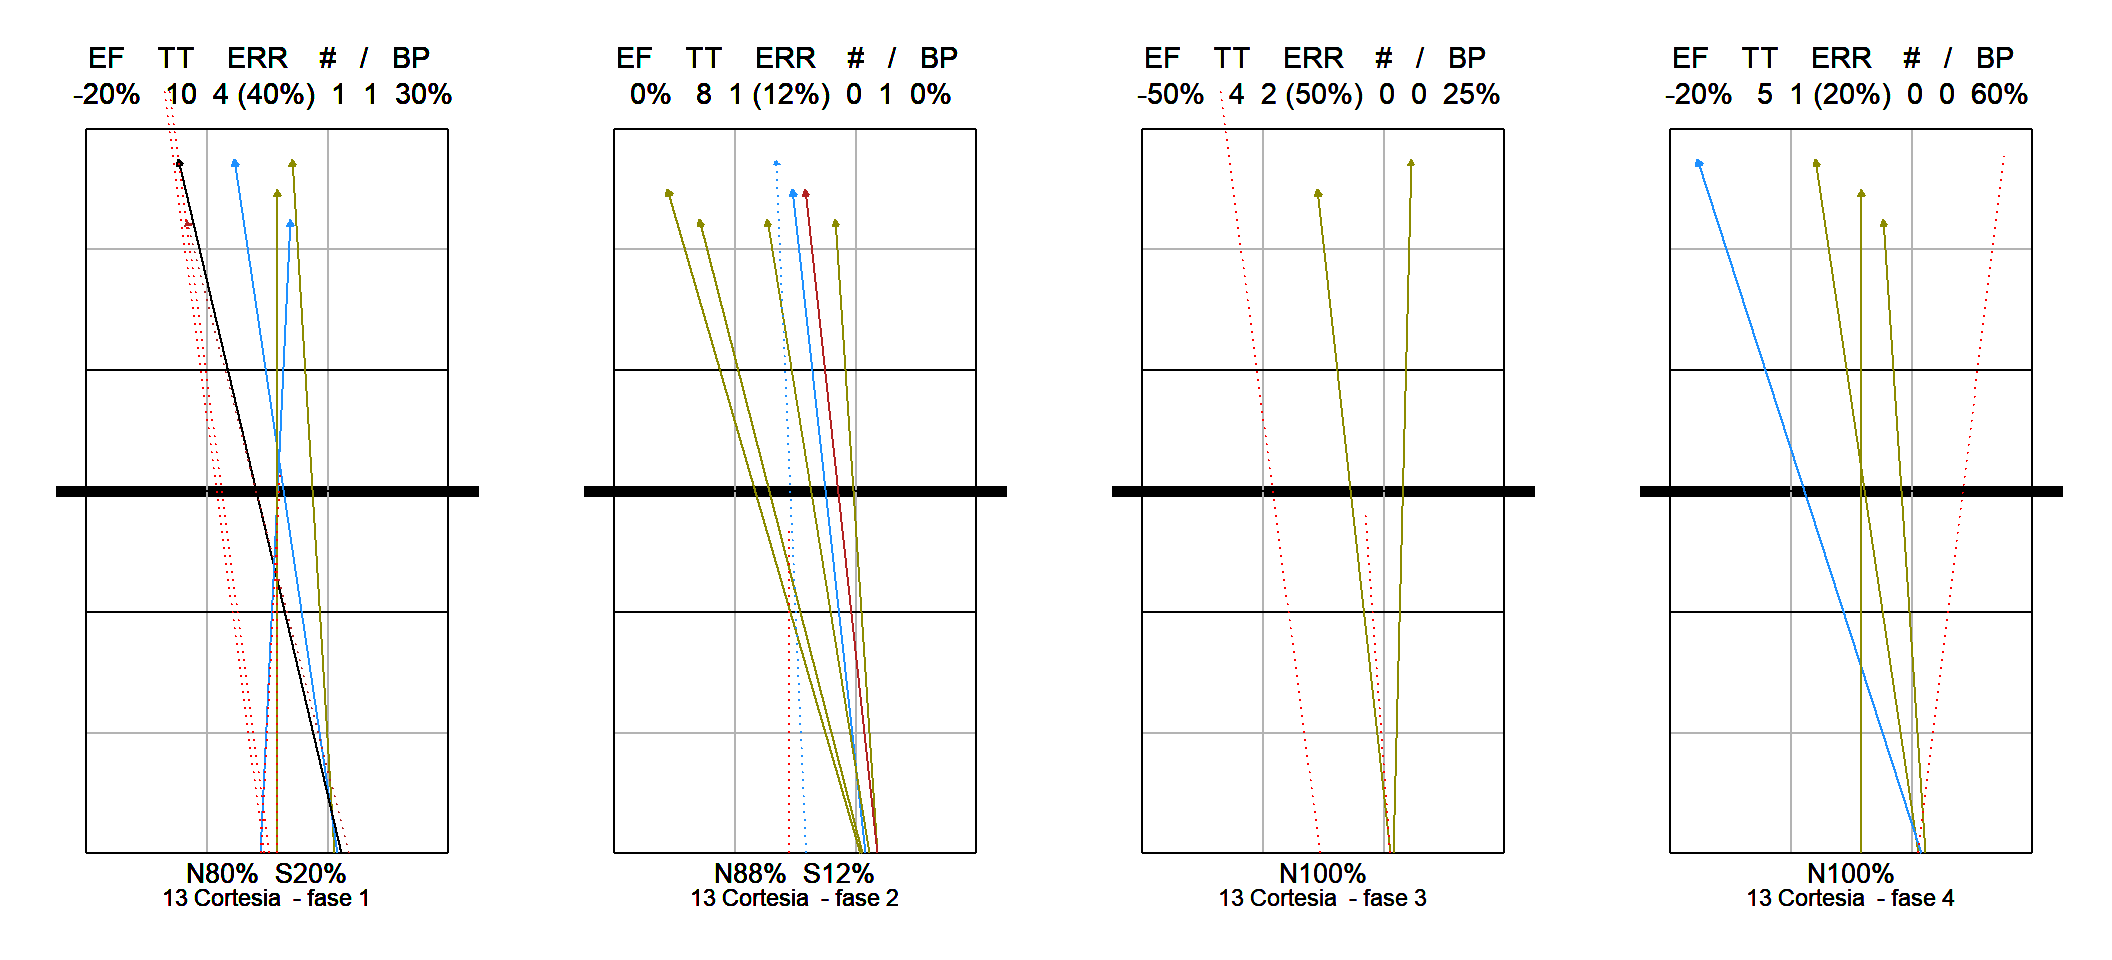 EF TT ERR # / BP
-20% 10 4 (40%) 1 1 30%
N80% S20%
13 Cortesia - fase 1
EF TT ERR # / BP
0% 8 1 (12%) 0 1 0%
N88% S12%
13 Cortesia - fase 2
EF TT ERR # / BP
-50% 4 2 (50%) 0 0 25%
N100%
13 Cortesia - fase 3
EF TT ERR # / BP
-20% 5 1 (20%) 0 0 60%
N100%
13 Cortesia - fase 4